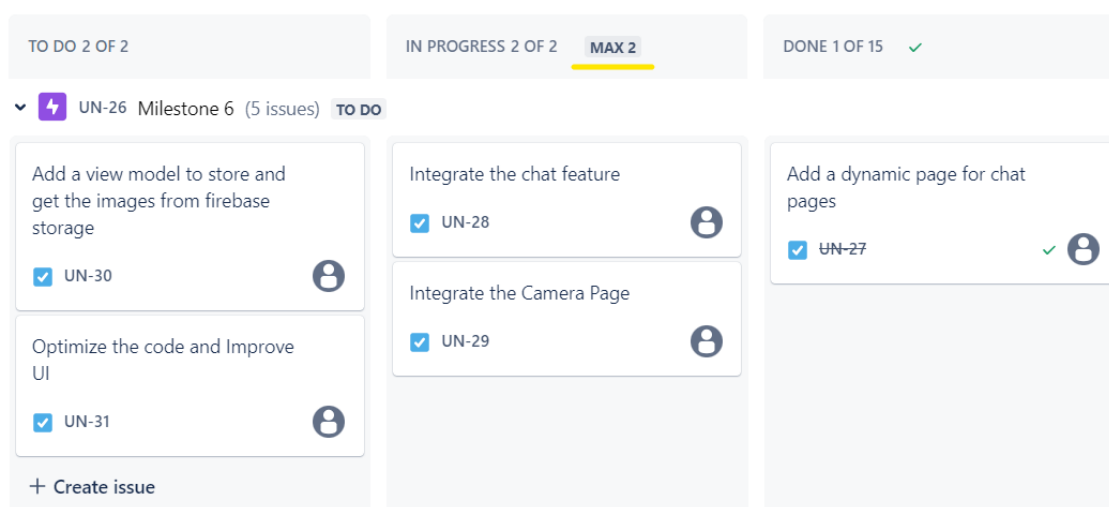 TO DO 2 OF 2
IN PROGRESS 2 OF 2 MAX 2
DONE 1 OF 15
UN-26 Milestone 6 (5 issues) TO DO
Add a view model to store and
get the images from firebase
storage
UN-30
Optimize the code and Improve
UI
UN-31
+ Create issue
Integrate the chat feature
UN-28
Integrate the Camera Page
UN-29
Add a dynamic page for chat
pages
UN-27